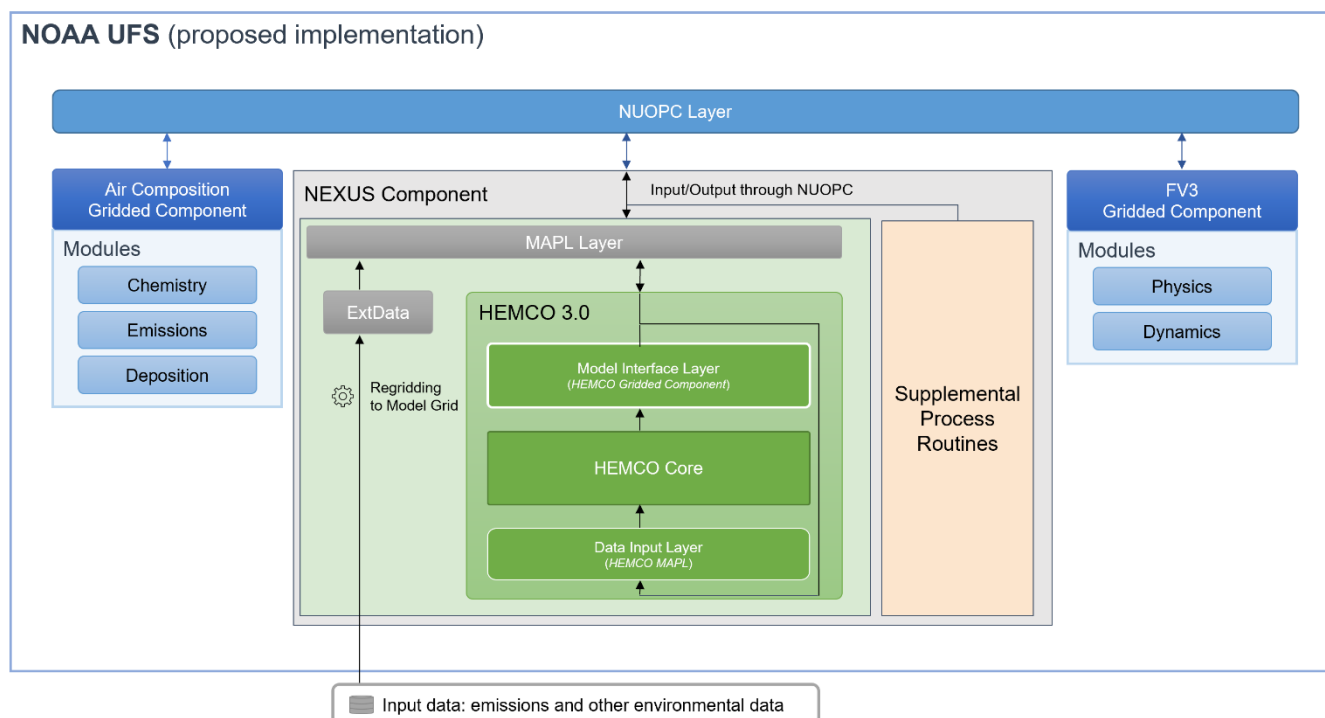 NOAA UFS (proposed implementation)
NUOPC Layer
Air Composition
Gridded Component
Modules
Chemistry
Emissions
Deposition
NEXUS Component
Input/Output through NUOPC
MAPL Layer
ExtData
Regridding
to Model Grid
HEMCO 3.0
Model Interface Layer
(HEMCO Gridded Component)
HEMCO Core
Data Input Layer
(HEMCO MAPL)
Supplemental
Process
Routines
FV3
Gridded Component
Modules
Physics
Dynamics
Input data: emissions and other environmental data